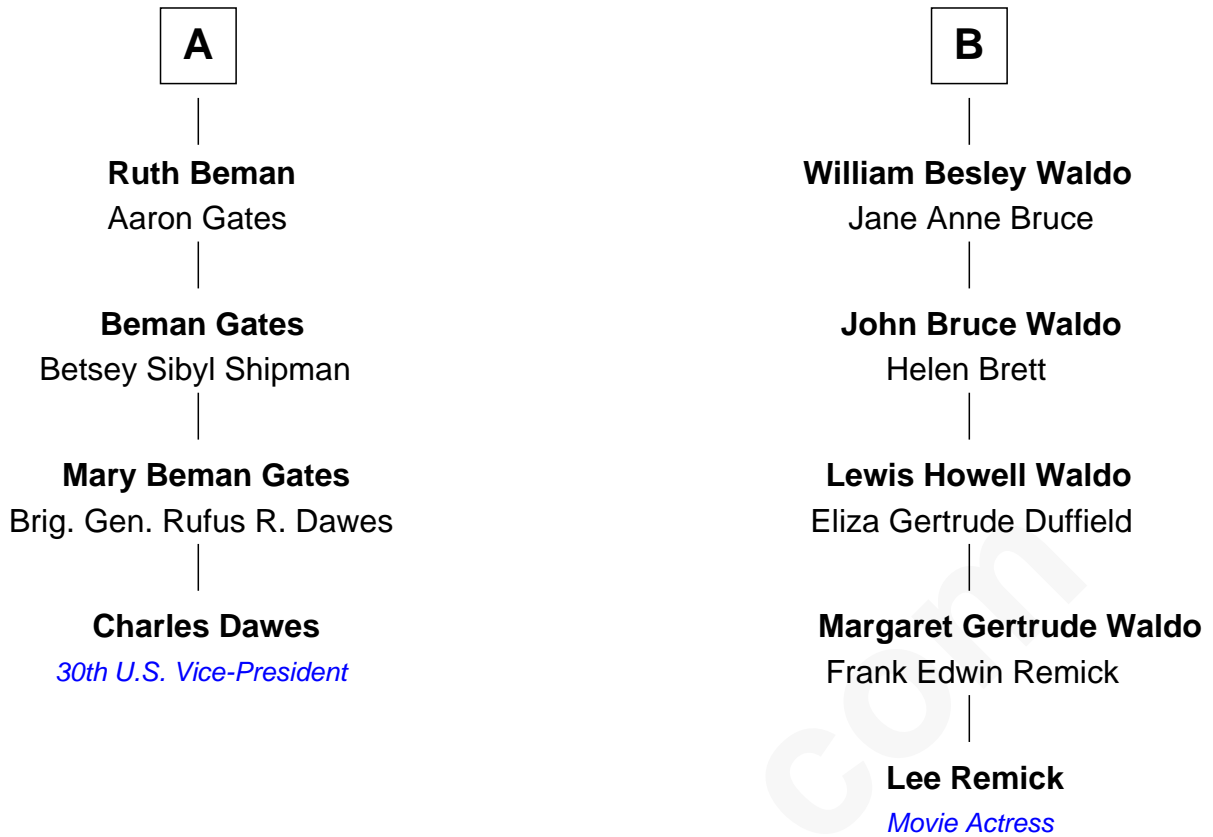 A
Ruth Beman
Aaron Gates
Beman Gates
Betsey Sibyl Shipman
Mary Beman Gates
Brig. Gen. Rufus R. Dawes
Charles Dawes
30th U.S. Vice-President
B
William Besley Waldo
Jane Anne Bruce
John Bruce Waldo
Helen Brett
Lewis Howell Waldo
Eliza Gertrude Duffield
Margaret Gertrude Waldo
Frank Edwin Remick
Lee Remick
Movie Actress
com